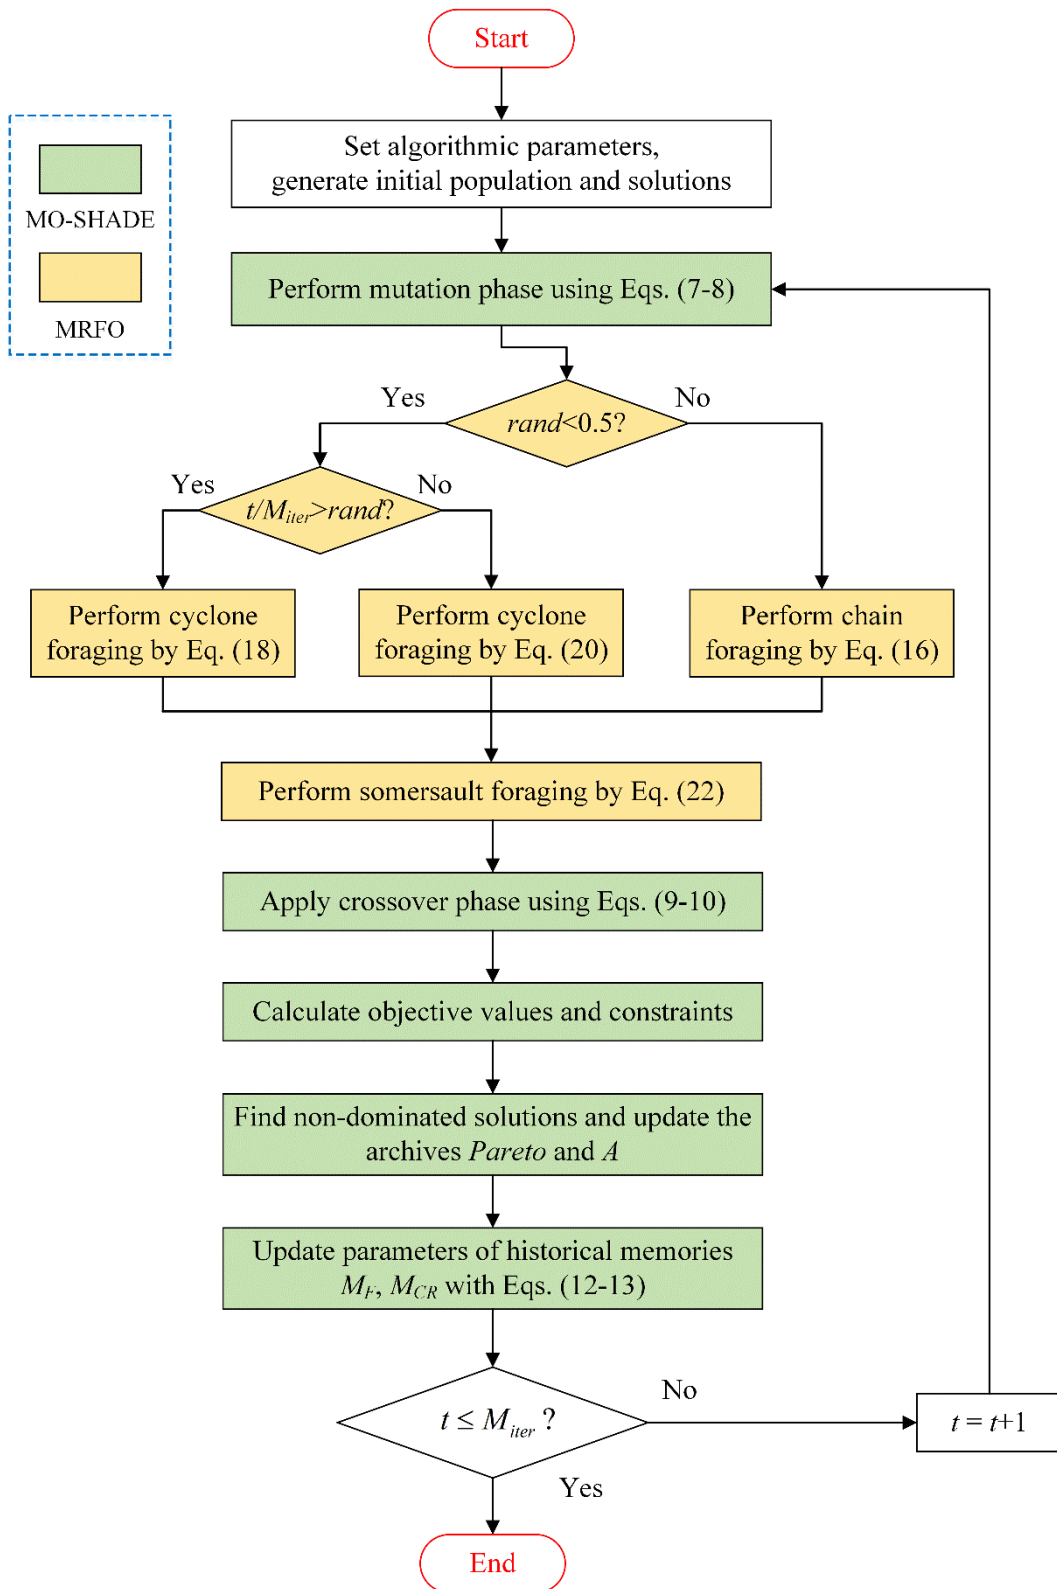 Start
MO-SHADE
MRFO
Set algorithmic parameters,
generate initial population and solutions
Perform mutation phase using Eqs. (7-8)
rand<0.5?
Yes
No
t/Miter>rand?
Yes
No
Perform cyclone
foraging by Eq. (18)
Perform cyclone
foraging by Eq. (20)
Perform chain
foraging by Eq. (16)
Perform somersault foraging by Eq. (22)
Apply crossover phase using Eqs. (9-10)
Calculate objective values and constraints
Find non-dominated solutions and update the
archives Pareto and A
Update parameters of historical memories
MF, MCR with Eqs. (12-13)
t ≤ Miter ?
No
t = t+1
Yes
End